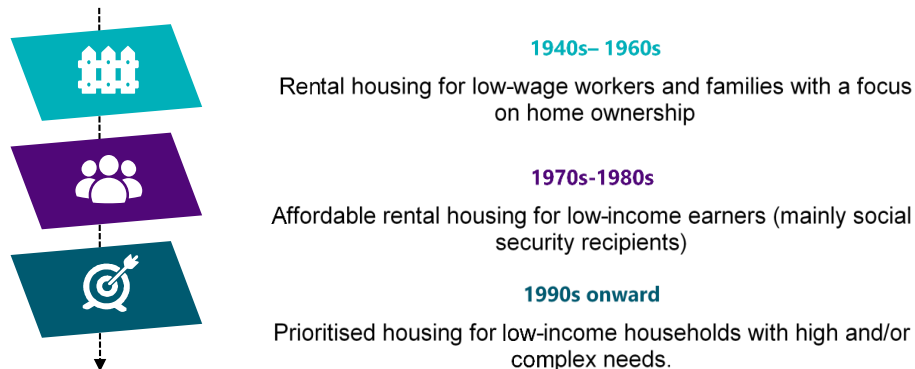 1940s– 1960s
Rental housing for low-wage workers and families with a focus
on home ownership
1970s-1980s
Affordable rental housing for low-income earners (mainly social
security recipients)
1990s onward
Prioritised housing for low-income households with high and/or
complex needs.